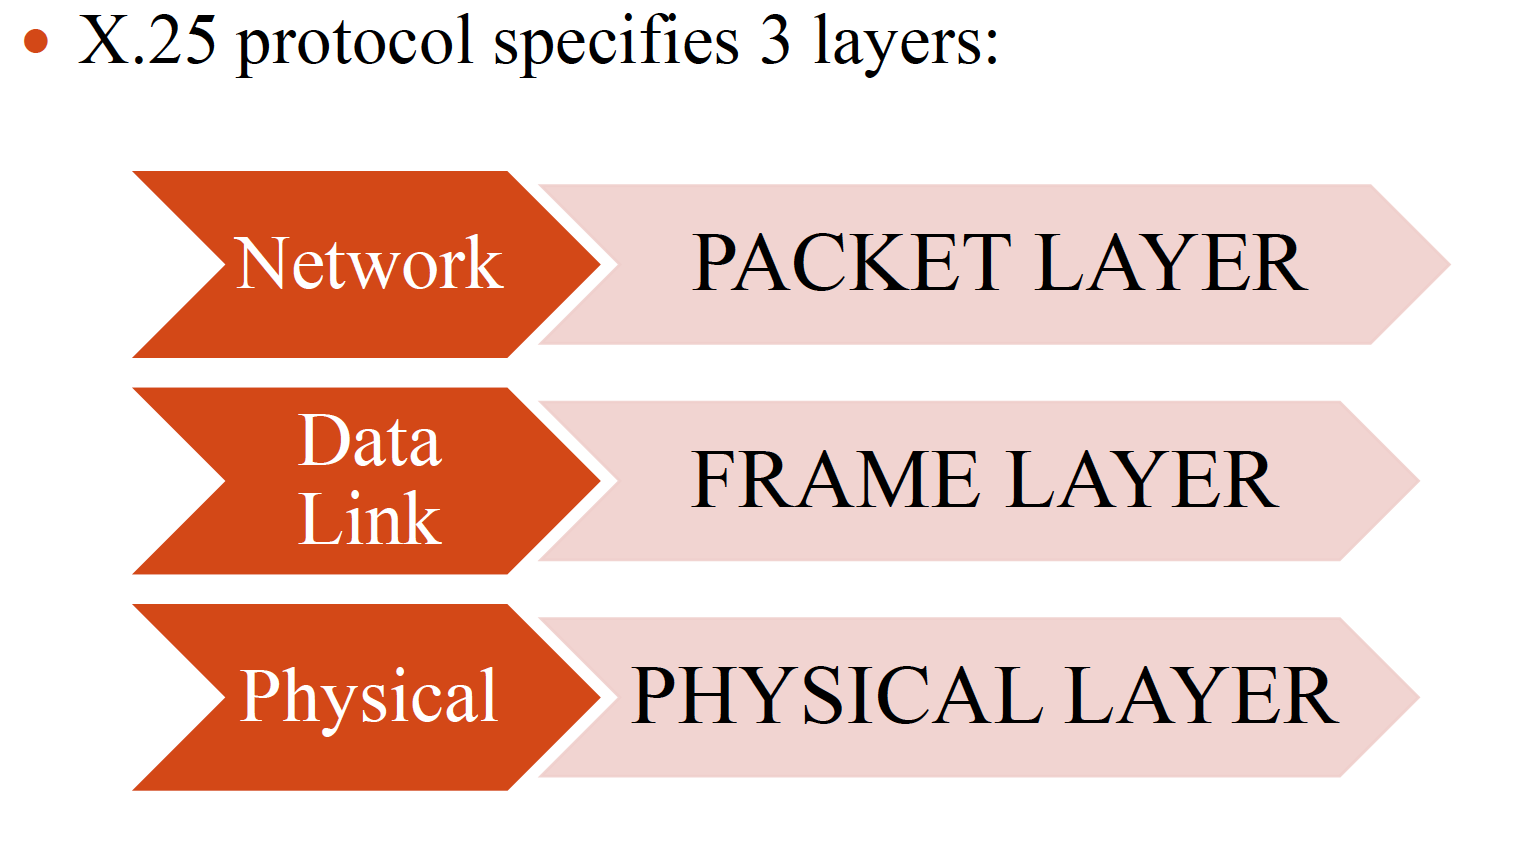 • X.25 protocol specifies 3 layers:
Network
PACKET LAYER
Data
Link
FRAME LAYER
Physical
PHYSICAL LAYER